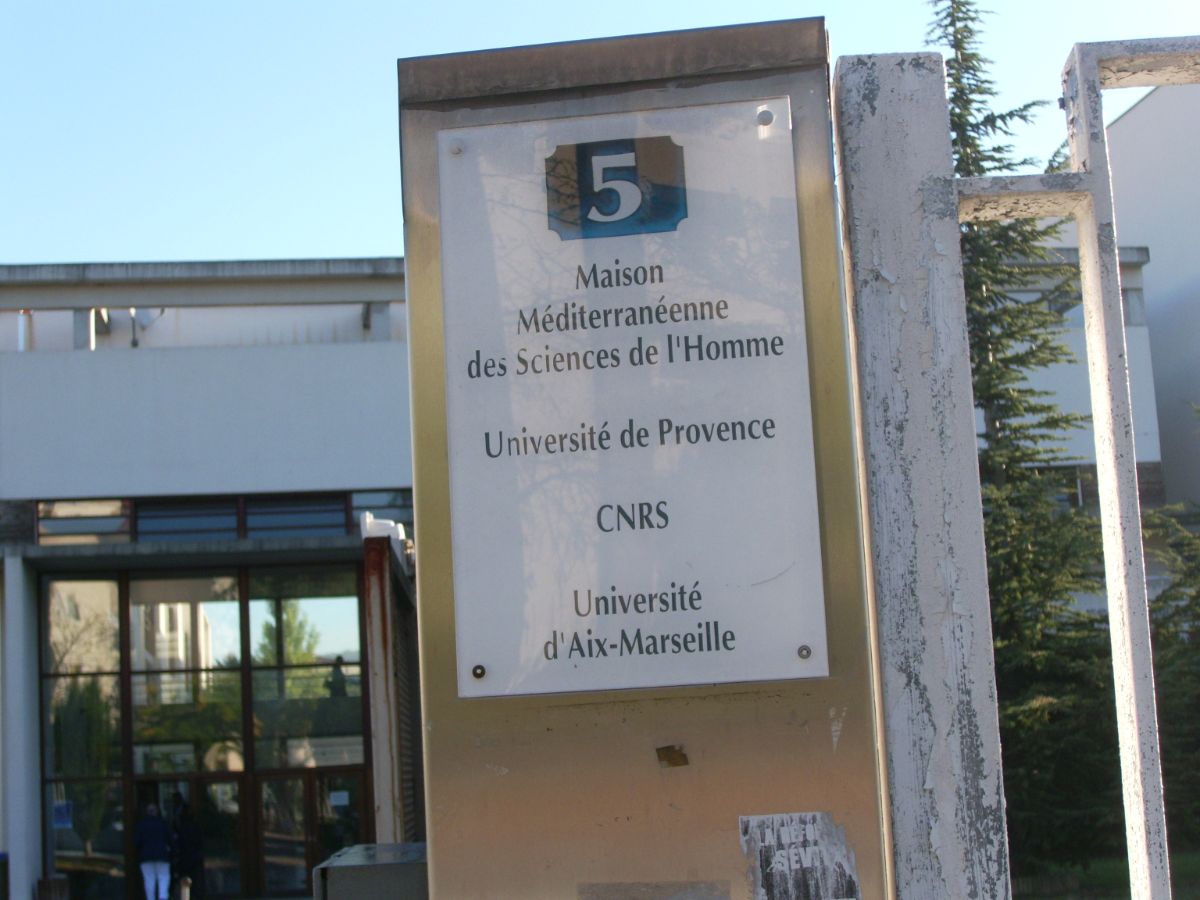 5
Maison
Méditerranéenne
des Sciences de l'Homme
Université de Provence
CNRS
Université
d'Aix-Marseille